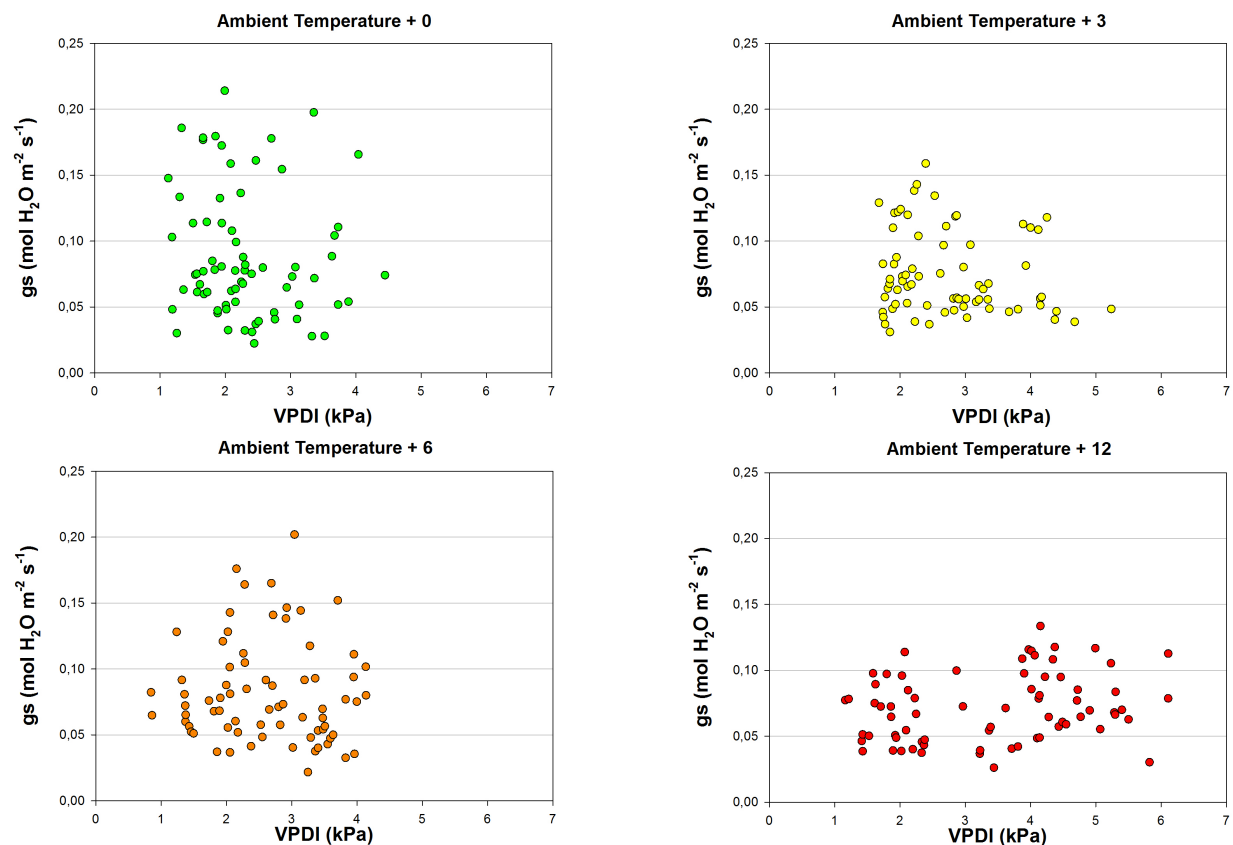 Ambient Temperature + 0
0,25
0,20
0,15
0,10
0,05
0,00
gs (mol H2O m-2 s-1)
0 1 2 3 4 5 6 7
VPDI (kPa)
Ambient Temperature + 3
0,25
0,20
0,15
0,10
0,05
0,00
gs (mol H2O m-2 s-1)
0 1 2 3 4 5 6 7
VPDI (kPa)
Ambient Temperature + 6
0,25
0,20
0,15
0,10
0,05
0,00
gs (mol H2O m-2 s-1)
0 1 2 3 4 5 6 7
VPDI (kPa)
Ambient Temperature + 12
0,25
0,20
0,15
0,10
0,05
0,00
gs (mol H2O m-2 s-1)
0 1 2 3 4 5 6 7
VPDI (kPa)